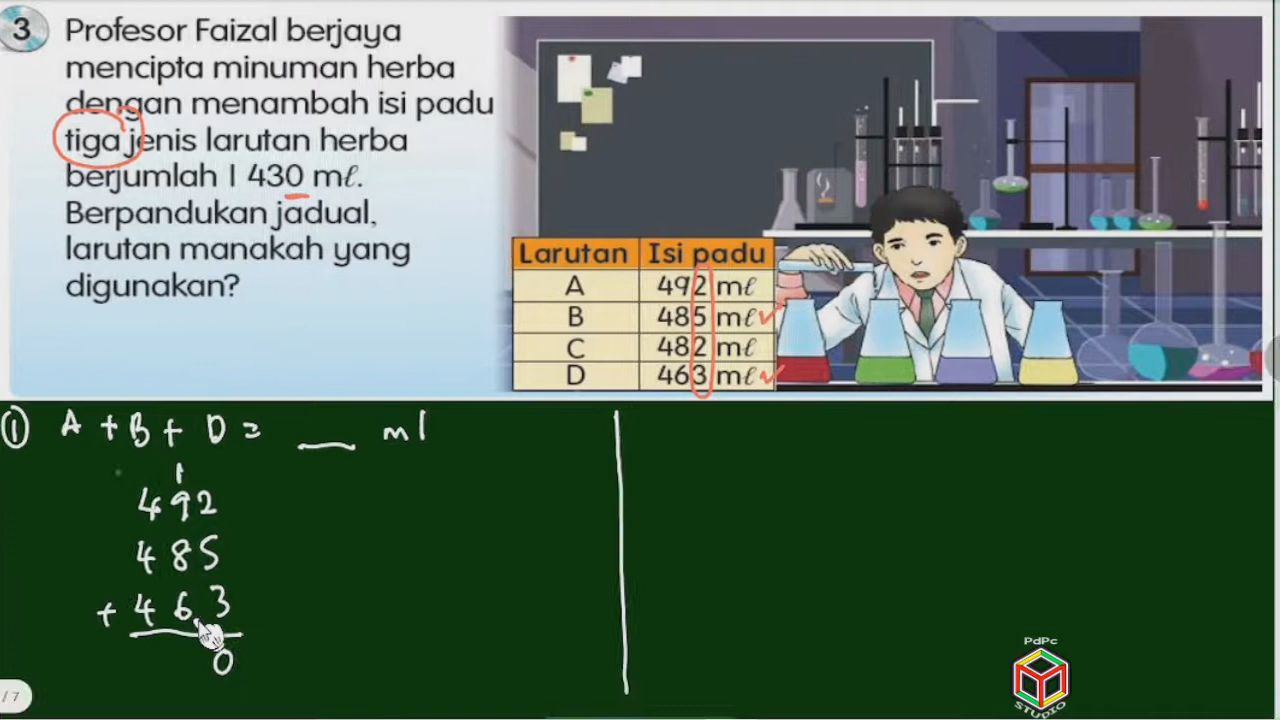 3
Profesor Faizal berjaya
mencipta minuman herba
dengan menambah isi padu
tiga jenis larutan herba
berjumlah 1 430 mℓ.
Berpandukan jadual,
larutan manakah yang
digunakan?
Larutan Isi padu
A 492 mℓ
B 485 mℓ ✓
C 482 mℓ
D 463 mℓ ✓
① A + B + D = __ ml
1
492
485
+ 463
0
/ 7
PdPc
STUDIO